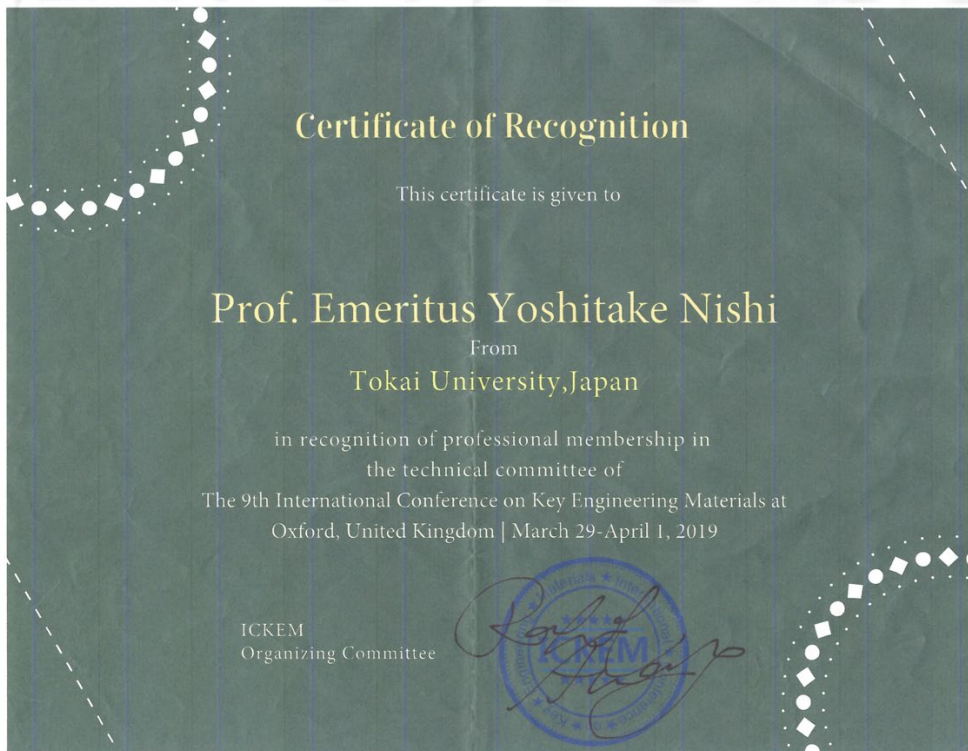 Certificate of Recognition
This certificate is given to
Prof. Emeritus Yoshitake Nishi
From
Tokai University,Japan
in recognition of professional membership in
the technical committee of
The 9th International Conference on Key Engineering Materials at
Oxford, United Kingdom | March 29-April 1, 2019
ICKEM
Organizing Committee
ICKEM